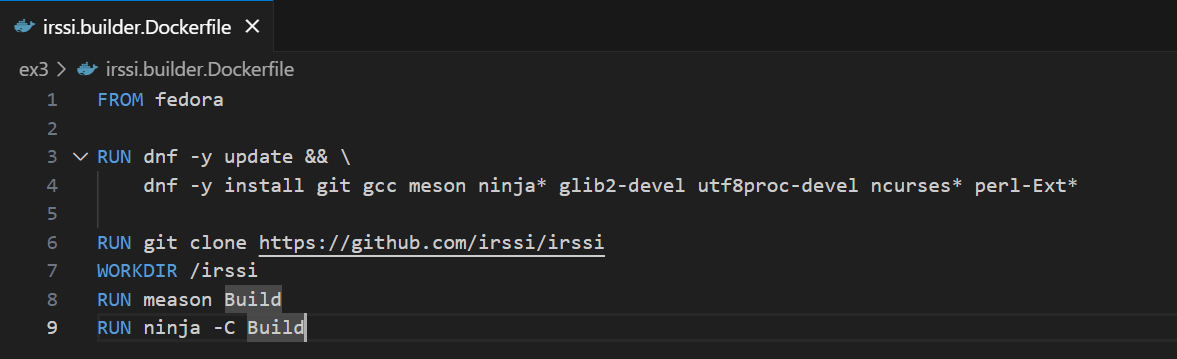 irssi.builder.Dockerfile
ex3 > irssi.builder.Dockerfile
1 FROM fedora
2
3 RUN dnf -y update && \
4 dnf -y install git gcc meson ninja* glib2-devel utf8proc-devel ncurses* perl-Ext*
5
6 RUN git clone https://github.com/irssi/irssi
7 WORKDIR /irssi
8 RUN meason Build
9 RUN ninja -C Build